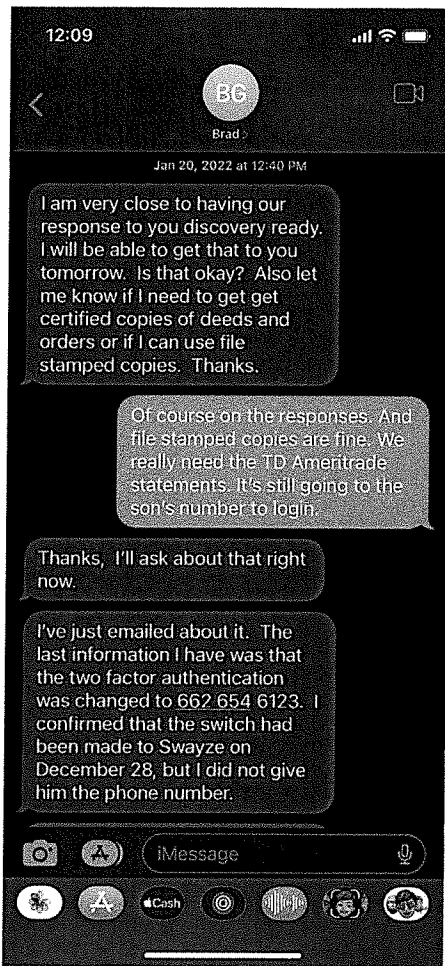 12:09
BG
Brad
Jan 20, 2022 at 12:40 PM
I am very close to having our
response to you discovery ready.
I will be able to get that to you
tomorrow. Is that okay? Also let
me know if I need to get get
certified copies of deeds and
orders or if I can use file
stamped copies. Thanks.
Of course on the responses. And
file stamped copies are fine. We
really need the TD Ameritrade
statements. It's still going to the
son's number to login.
Thanks, I'll ask about that right
now.
I've just emailed about it. The
last information I have was that
the two factor authentication
was changed to 662 654 6123. I
confirmed that the switch had
been made to Swayze on
December 28, but I did not give
him the phone number.
iMessage
Cash